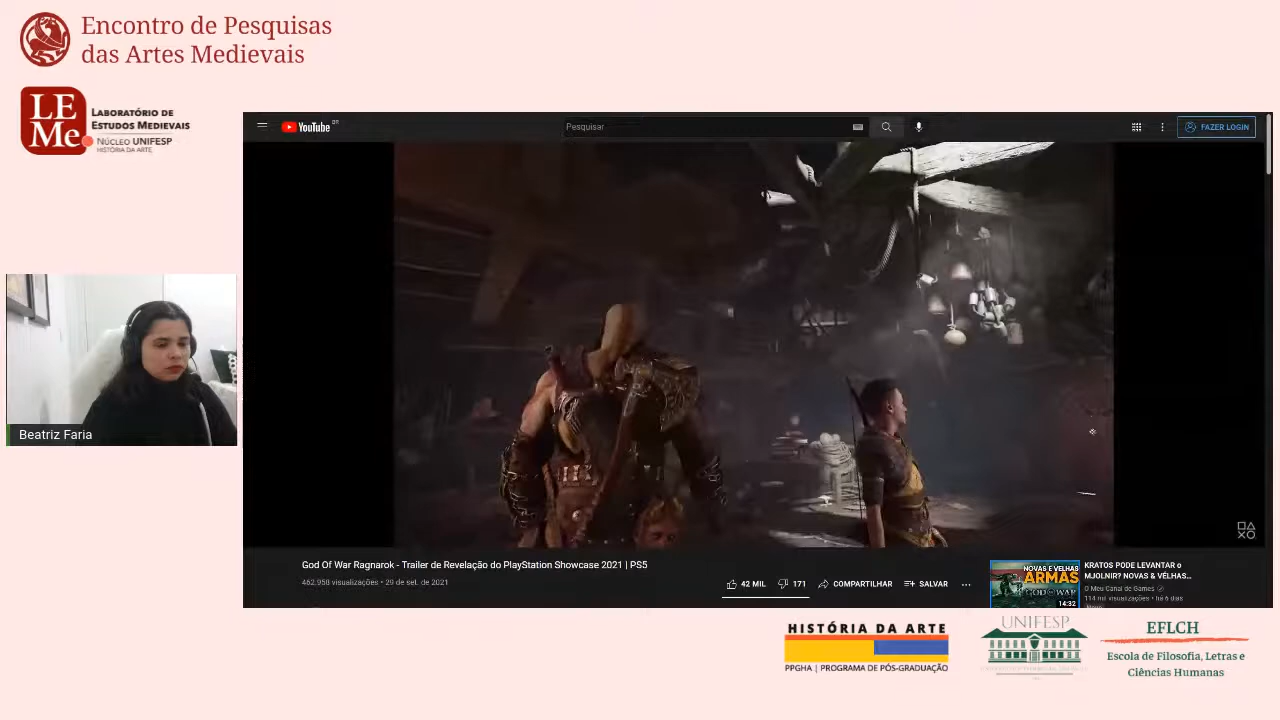 Encontro de Pesquisas
das Artes Medievais
LE
Me
LABORATÓRIO DE
ESTUDOS MEDIEVAIS
NÚCLEO UNIFESP
HISTÓRIA DA ARTE
YouTube BR
Pesquisar
FAZER LOGIN
Beatriz Faria
God Of War Ragnarok - Trailer de Revelação do PlayStation Showcase 2021 | PS5
462.958 visualizações • 29 de set. de 2021
42 MIL
171
COMPARTILHAR
SALVAR
NOVAS E VELHAS
ARMAS
GOD OF WAR
14:32
KRATOS PODE LEVANTAR o
MJOLNIR? NOVAS & VELHAS...
O Meu Canal de Games
114 mil visualizações • há 6 dias
Novo
HISTÓRIA DA ARTE
PPGHA | PROGRAMA DE PÓS-GRADUAÇÃO
UNIFESP
EFLCH
Escola de Filosofia, Letras e
Ciências Humanas